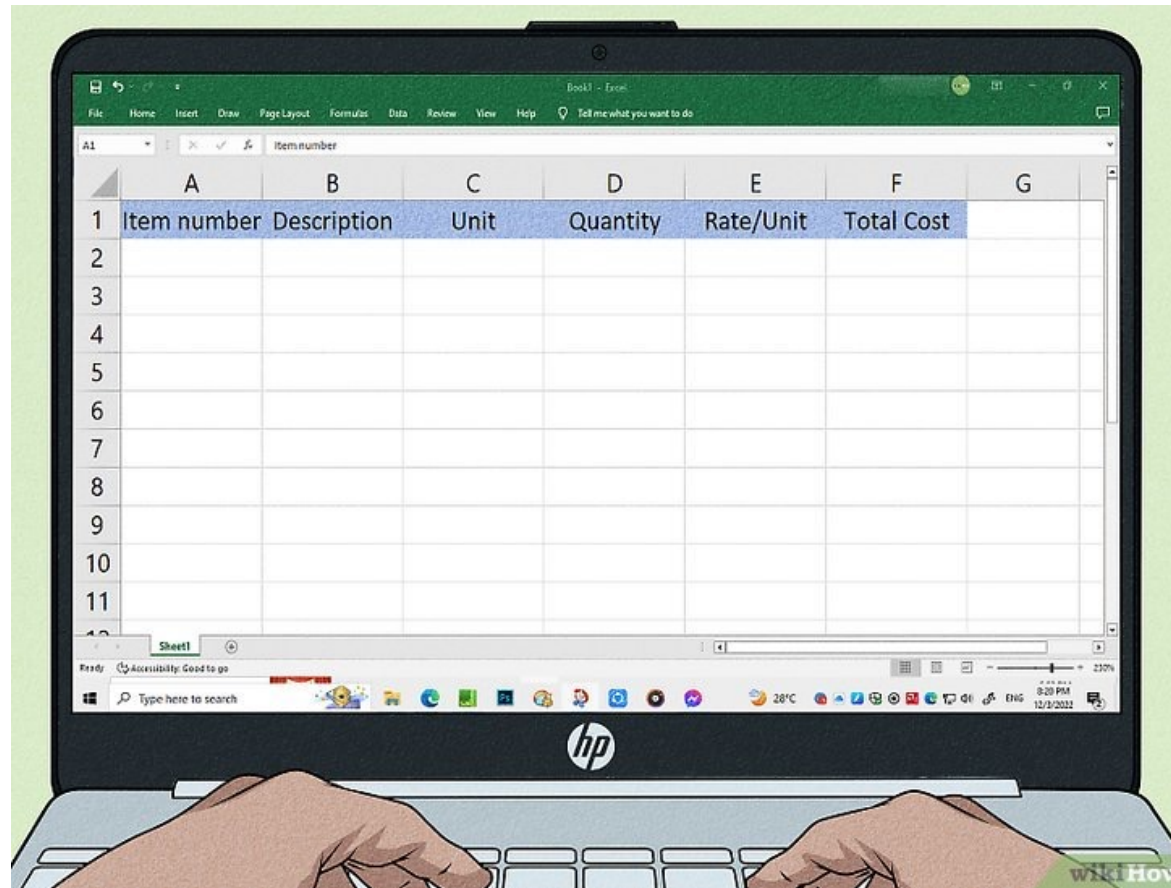 Book1 - Excel
File Home Insert Draw Page Layout Formulas Data Review View Help Tell me what you want to do
A1 Item number
A B C D E F G
1 Item number Description Unit Quantity Rate/Unit Total Cost
2
3
4
5
6
7
8
9
10
11
Sheet1
Ready Accessibility: Good to go 230%
Type here to search 28°C ENG 8:20 PM
12/2/2022
hp
wikiHow